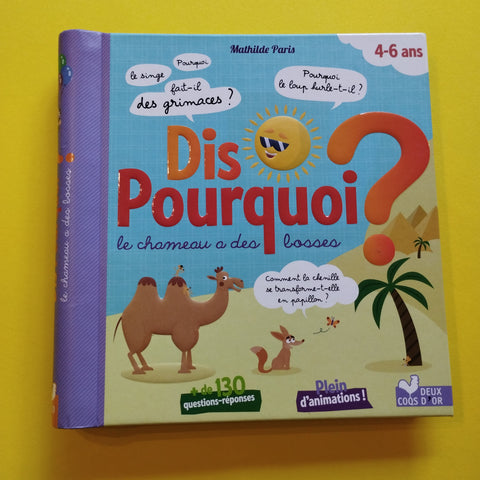 Mathilde Paris
4-6 ans
Pourquoi
le singe
fait-il
des grimaces ?
Pourquoi
le loup hurle-t-il ?
Dis
Pourquoi ?
le chameau a des bosses
Comment la chenille
se transforme-t-elle
en papillon ?
+ de 130
questions-réponses
Plein
d'animations !
DEUX
COQS D'OR
le chameau a des bosses